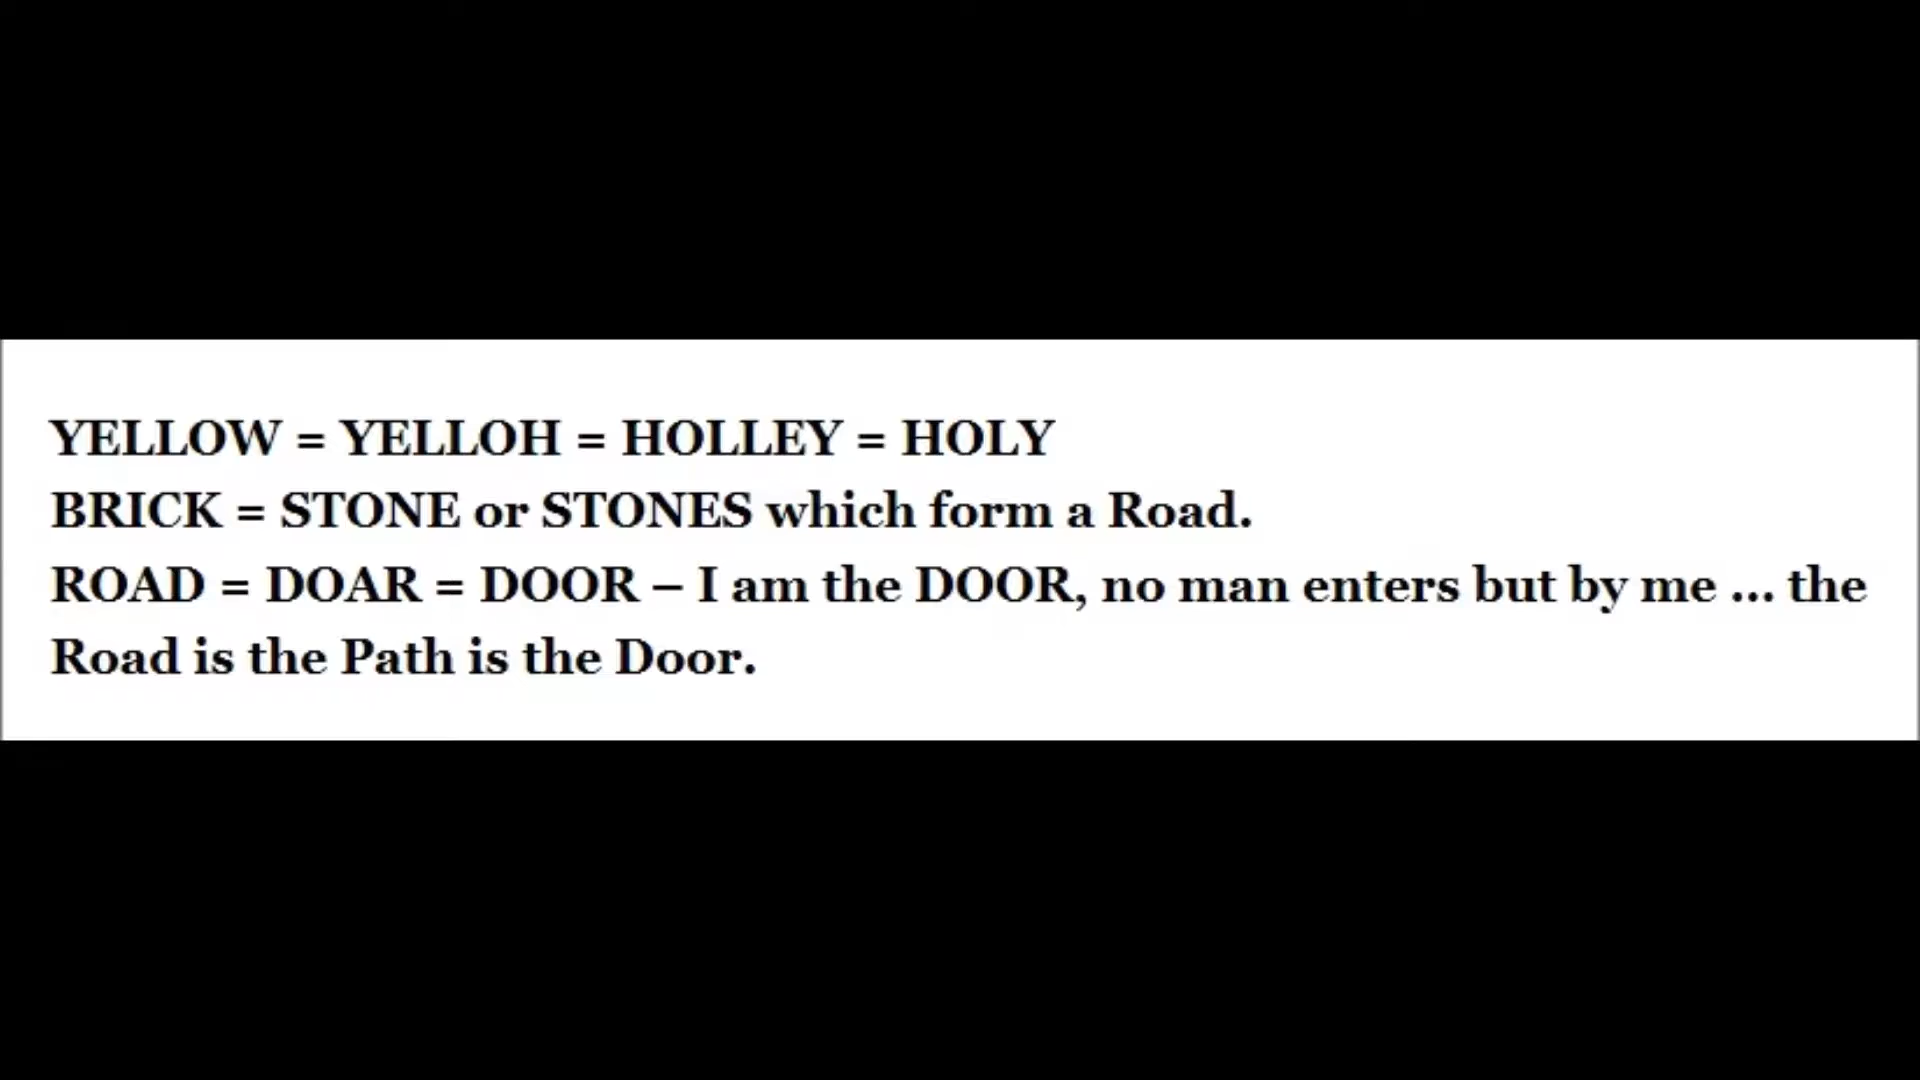 YELLOW = YELLOH = HOLLEY = HOLY
BRICK = STONE or STONES which form a Road.
ROAD = DOAR = DOOR – I am the DOOR, no man enters but by me ... the
Road is the Path is the Door.